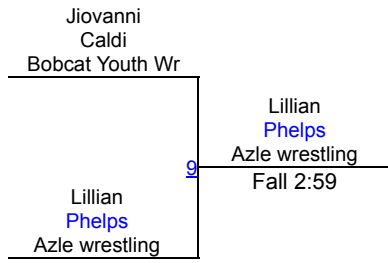 Jiovanni
Caldi
Bobcat Youth Wr
Lillian
Phelps
Azle wrestling
9
Fall 2:59
Lillian
Phelps
Azle wrestling